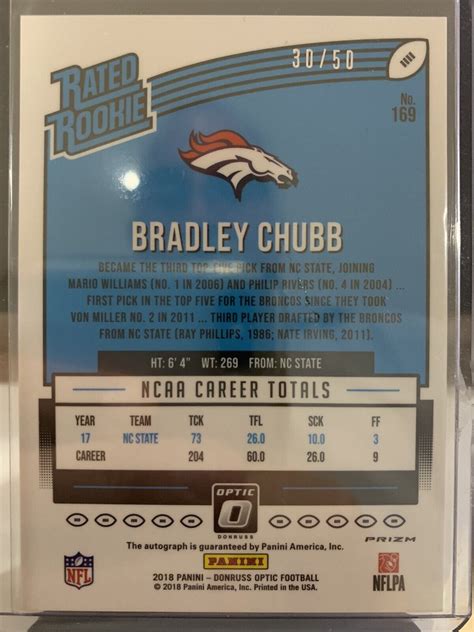 30/50
RATED
ROOKIE
No.
169
BRADLEY CHUBB
BECAME THE THIRD TOP-FIVE PICK FROM NC STATE, JOINING
MARIO WILLIAMS (NO. 1 IN 2006) AND PHILIP RIVERS (NO. 4 IN 2004) ...
FIRST PICK IN THE TOP FIVE FOR THE BRONCOS SINCE THEY TOOK
VON MILLER NO. 2 IN 2011 ... THIRD PLAYER DRAFTED BY THE BRONCOS
FROM NC STATE (RAY PHILLIPS, 1986; NATE IRVING, 2011).
HT: 6' 4" WT: 269 FROM: NC STATE
NCAA CAREER TOTALS
YEAR TEAM TCK TFL SCK FF
17 NC STATE 73 26.0 10.0 3
CAREER 204 60.0 26.0 9
OPTIC
DONRUSS
PRIZM
The autograph is guaranteed by Panini America, Inc.
NFL
PANINI
NFLPA
2018 PANINI – DONRUSS OPTIC FOOTBALL
© 2018 Panini America, Inc. Printed in the USA.